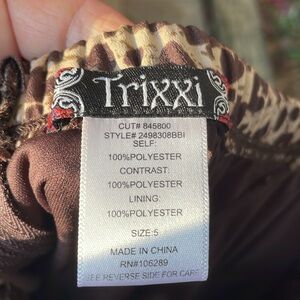 Trixxi
CUT# 845800
STYLE# 2498308BBI
SELF:
100%POLYESTER
CONTRAST:
100%POLYESTER
LINING:
100%POLYESTER
SIZE:5
MADE IN CHINA
RN#106289
SEE REVERSE SIDE FOR CARE